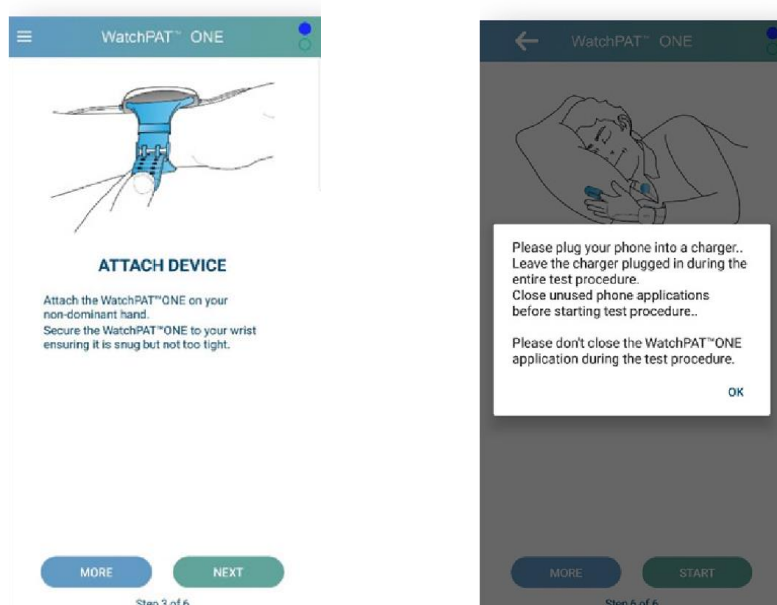 WatchPAT™ ONE
ATTACH DEVICE
Attach the WatchPAT™ONE on your
non-dominant hand.
Secure the WatchPAT™ONE to your wrist
ensuring it is snug but not too tight.
MORE
NEXT
Step 3 of 6
WatchPAT™ ONE
Please plug your phone into a charger..
Leave the charger plugged in during the
entire test procedure.
Close unused phone applications
before starting test procedure..
Please don't close the WatchPAT™ONE
application during the test procedure.
OK
MORE
START
Step 6 of 6